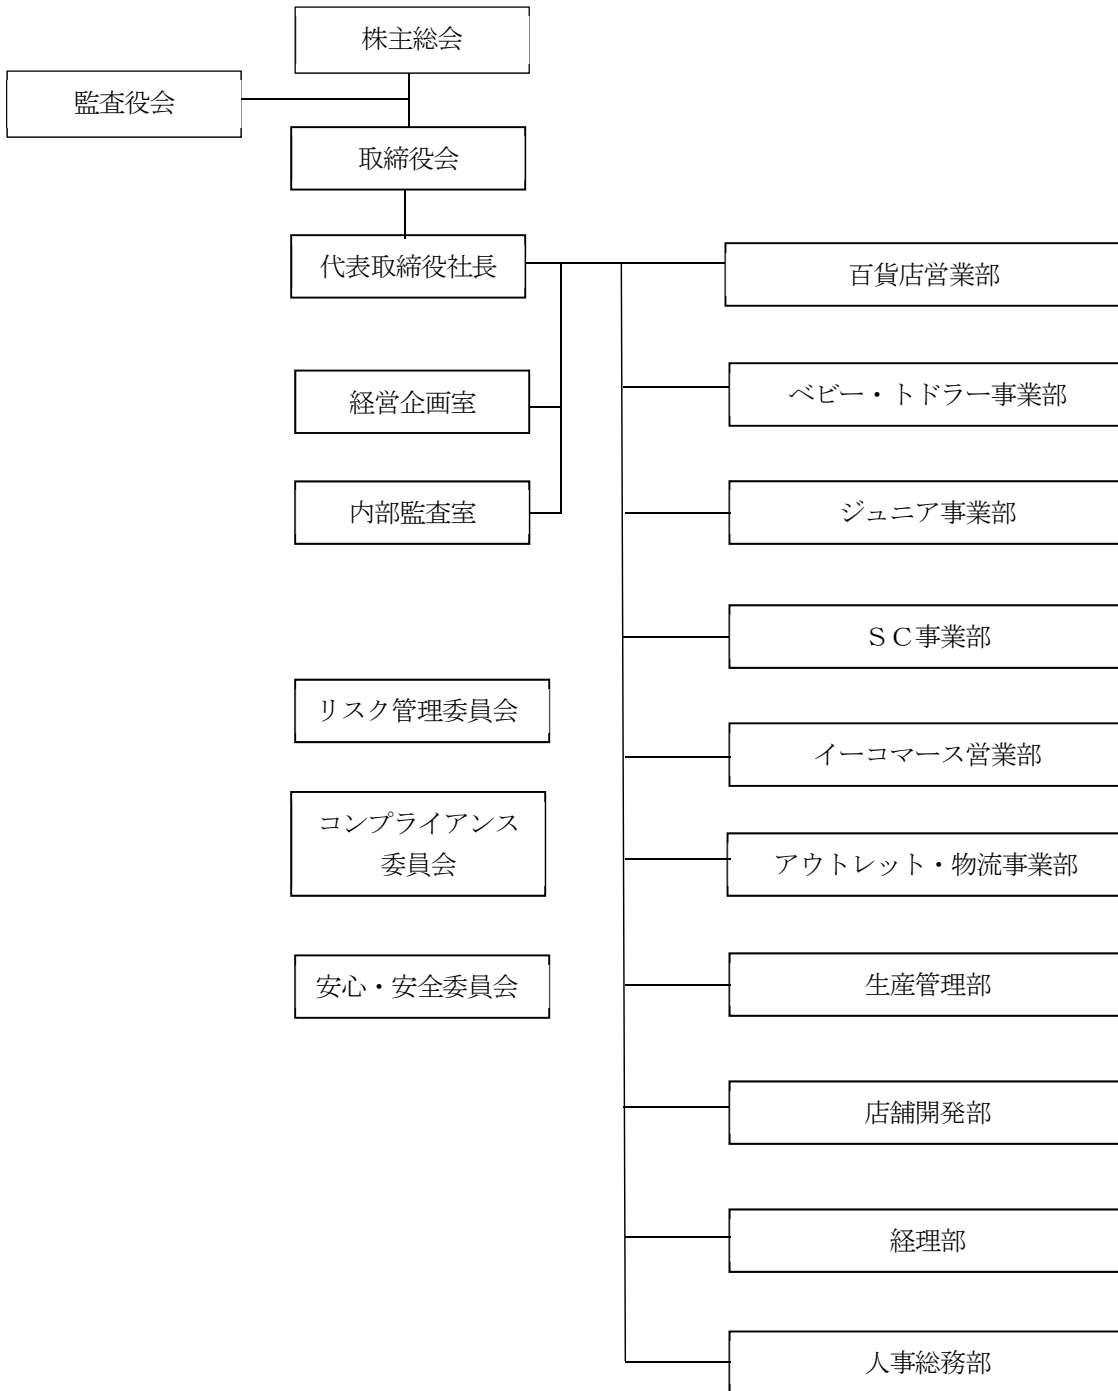 株主総会
監査役会
取締役会
代表取締役社長
百貨店営業部
ベビー・トドラー事業部
経営企画室
内部監査室
ジュニア事業部
ＳＣ事業部
リスク管理委員会
イーコマース営業部
コンプライアンス
委員会
アウトレット・物流事業部
安心・安全委員会
生産管理部
店舗開発部
経理部
人事総務部